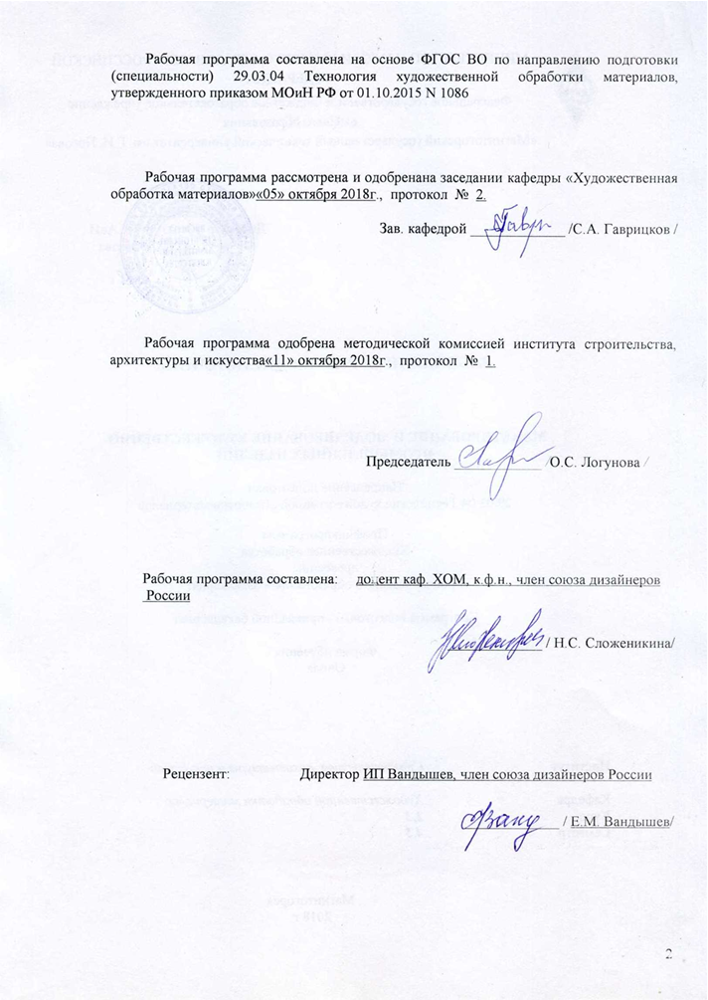 Рабочая программа составлена на основе ФГОС ВО по направлению подготовки
(специальности) 29.03.04 Технология художественной обработки материалов,
утвержденного приказом МОиН РФ от 01.10.2015 N 1086
Рабочая программа рассмотрена и одобренана заседании кафедры «Художественная
обработка материалов»«05» октября 2018г., протокол № 2.
Зав. кафедрой /С.А. Гаврицков /
Рабочая программа одобрена методической комиссией института строительства,
архитектуры и искусства«11» октября 2018г., протокол № 1.
Председатель /О.С. Логунова /
Рабочая программа составлена: доцент каф. ХОМ, к.ф.н., член союза дизайнеров
России
/ Н.С. Сложеникина/
Рецензент: Директор ИП Вандышев, член союза дизайнеров России
/ Е.М. Вандышев/
2